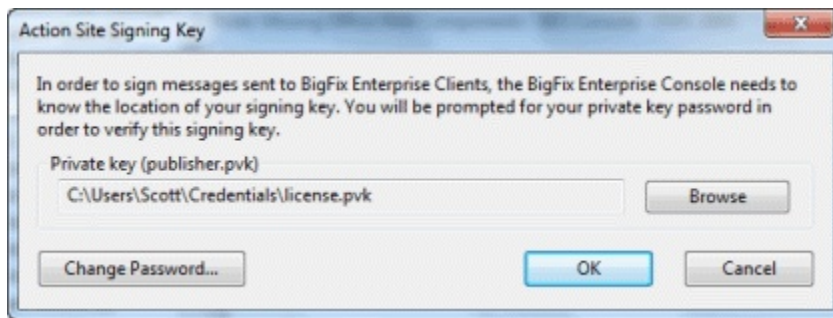 Action Site Signing Key
In order to sign messages sent to BigFix Enterprise Clients, the BigFix Enterprise Console needs to
know the location of your signing key. You will be prompted for your private key password in
order to verify this signing key.
Private key (publisher.pvk)
C:\Users\Scott\Credentials\license.pvk
Browse
Change Password...
OK
Cancel